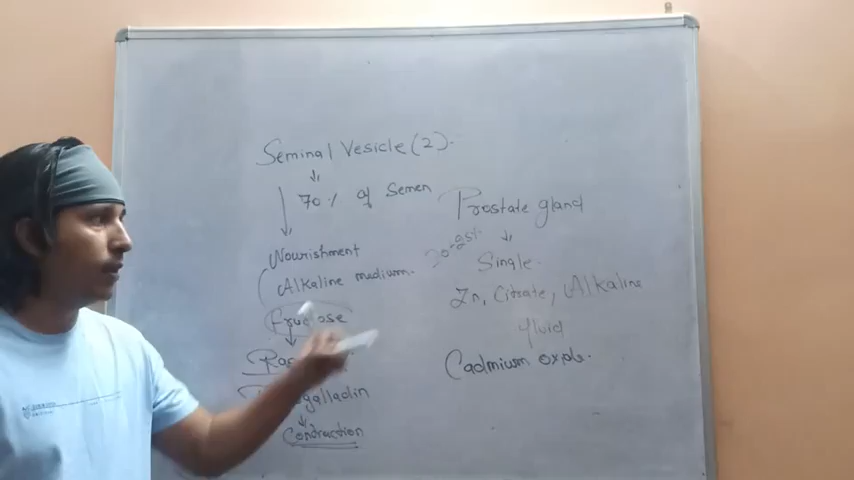 Seminal Vesicle (2).
70% of Semen
Nourishment
Alkaline medium.
Fructose
Contraction
Prostate gland
20-25%
Single.
Zn, Citrate, Alkaline
fluid
Cadmium